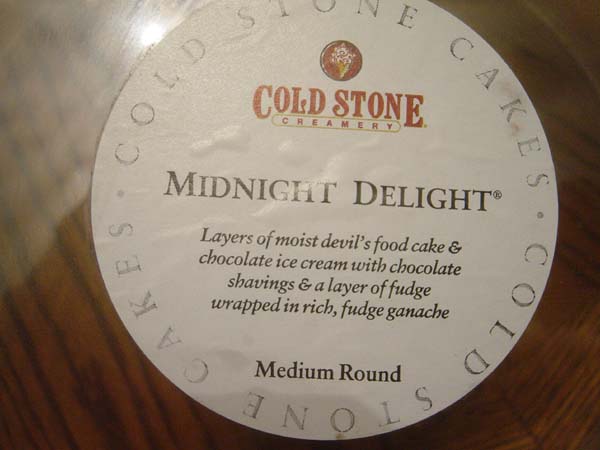 COLD STONE CAKES · COLD STONE CAKES ·
COLD STONE
CREAMERY
MIDNIGHT DELIGHT®
Layers of moist devil's food cake &
chocolate ice cream with chocolate
shavings & a layer of fudge
wrapped in rich, fudge ganache
Medium Round